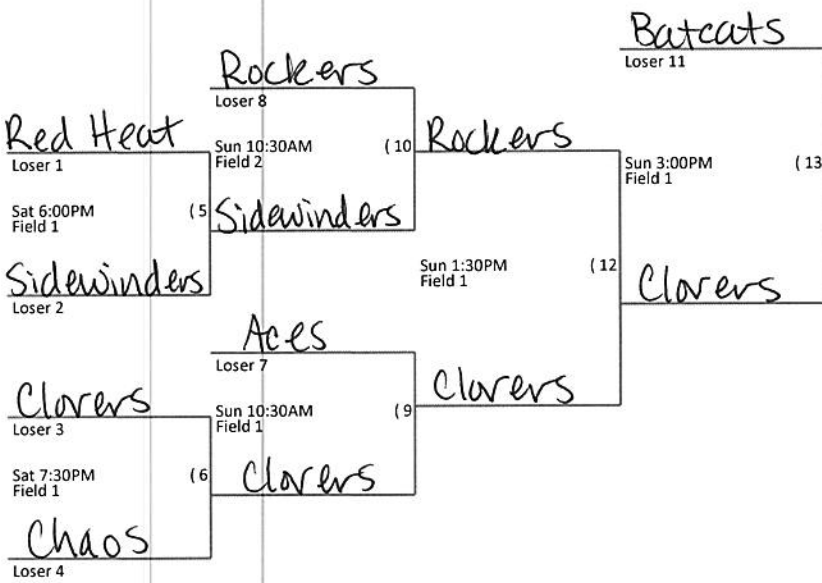 Batcats
Loser 11
Rockers
Loser 8
Red Heat
Loser 1
Sun 10:30AM
Field 2
(10
Rockers
Sun 3:00PM
Field 1
(13
Sat 6:00PM
Field 1
(5
Sidewinders
Sun 1:30PM
Field 1
(12
Sidewinders
Loser 2
Clovers
Aces
Loser 7
Clovers
Loser 3
Sun 10:30AM
Field 1
(9
Clovers
Sat 7:30PM
Field 1
(6
Clovers
Chaos
Loser 4